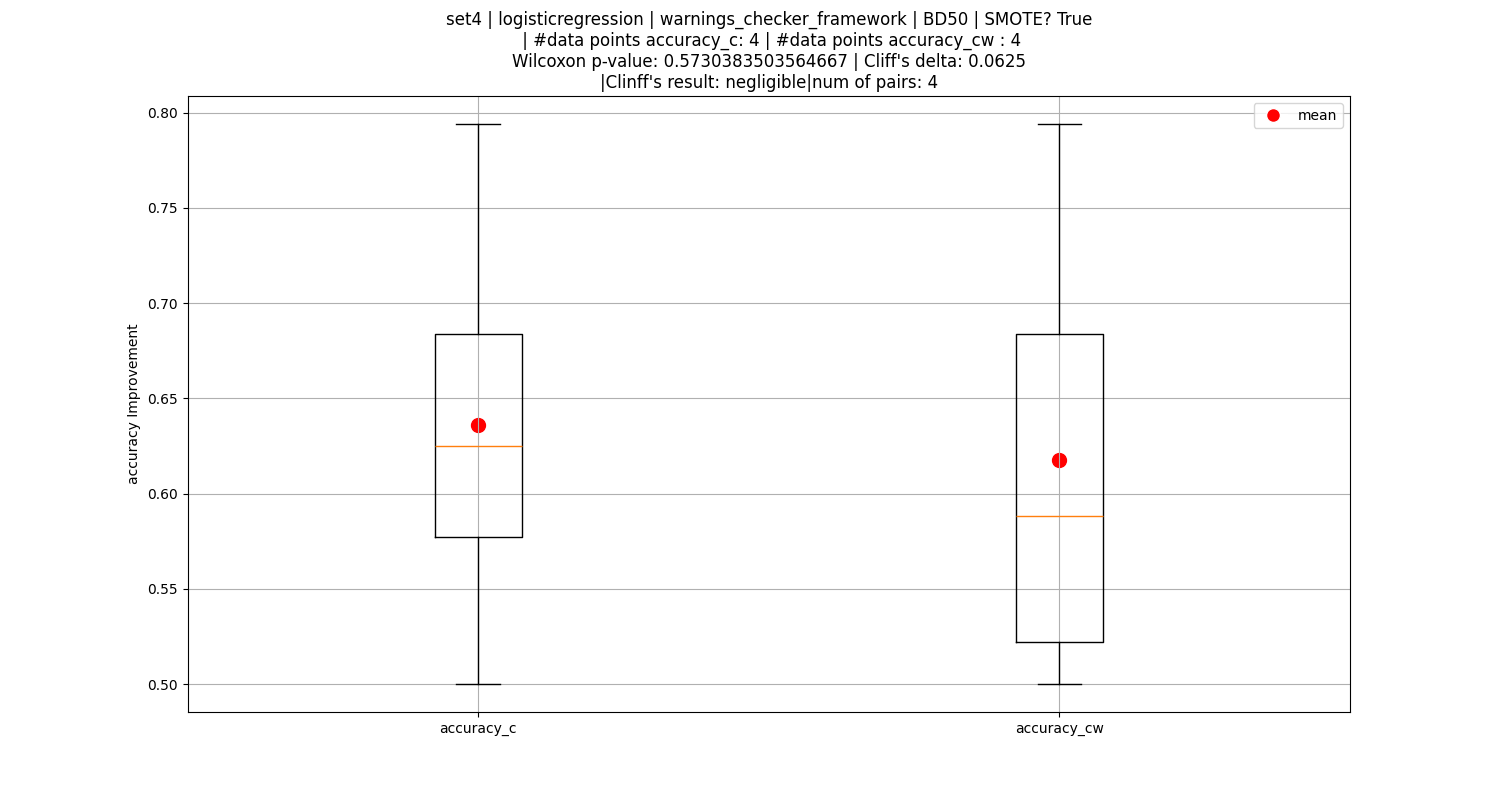 set4 | logisticregression | warnings_checker_framework | BD50 | SMOTE? True
| #data points accuracy_c: 4 | #data points accuracy_cw : 4
Wilcoxon p-value: 0.5730383503564667 | Cliff's delta: 0.0625
|Clinff's result: negligible|num of pairs: 4
mean
accuracy Improvement
0.80
0.75
0.70
0.65
0.60
0.55
0.50
accuracy_c
accuracy_cw